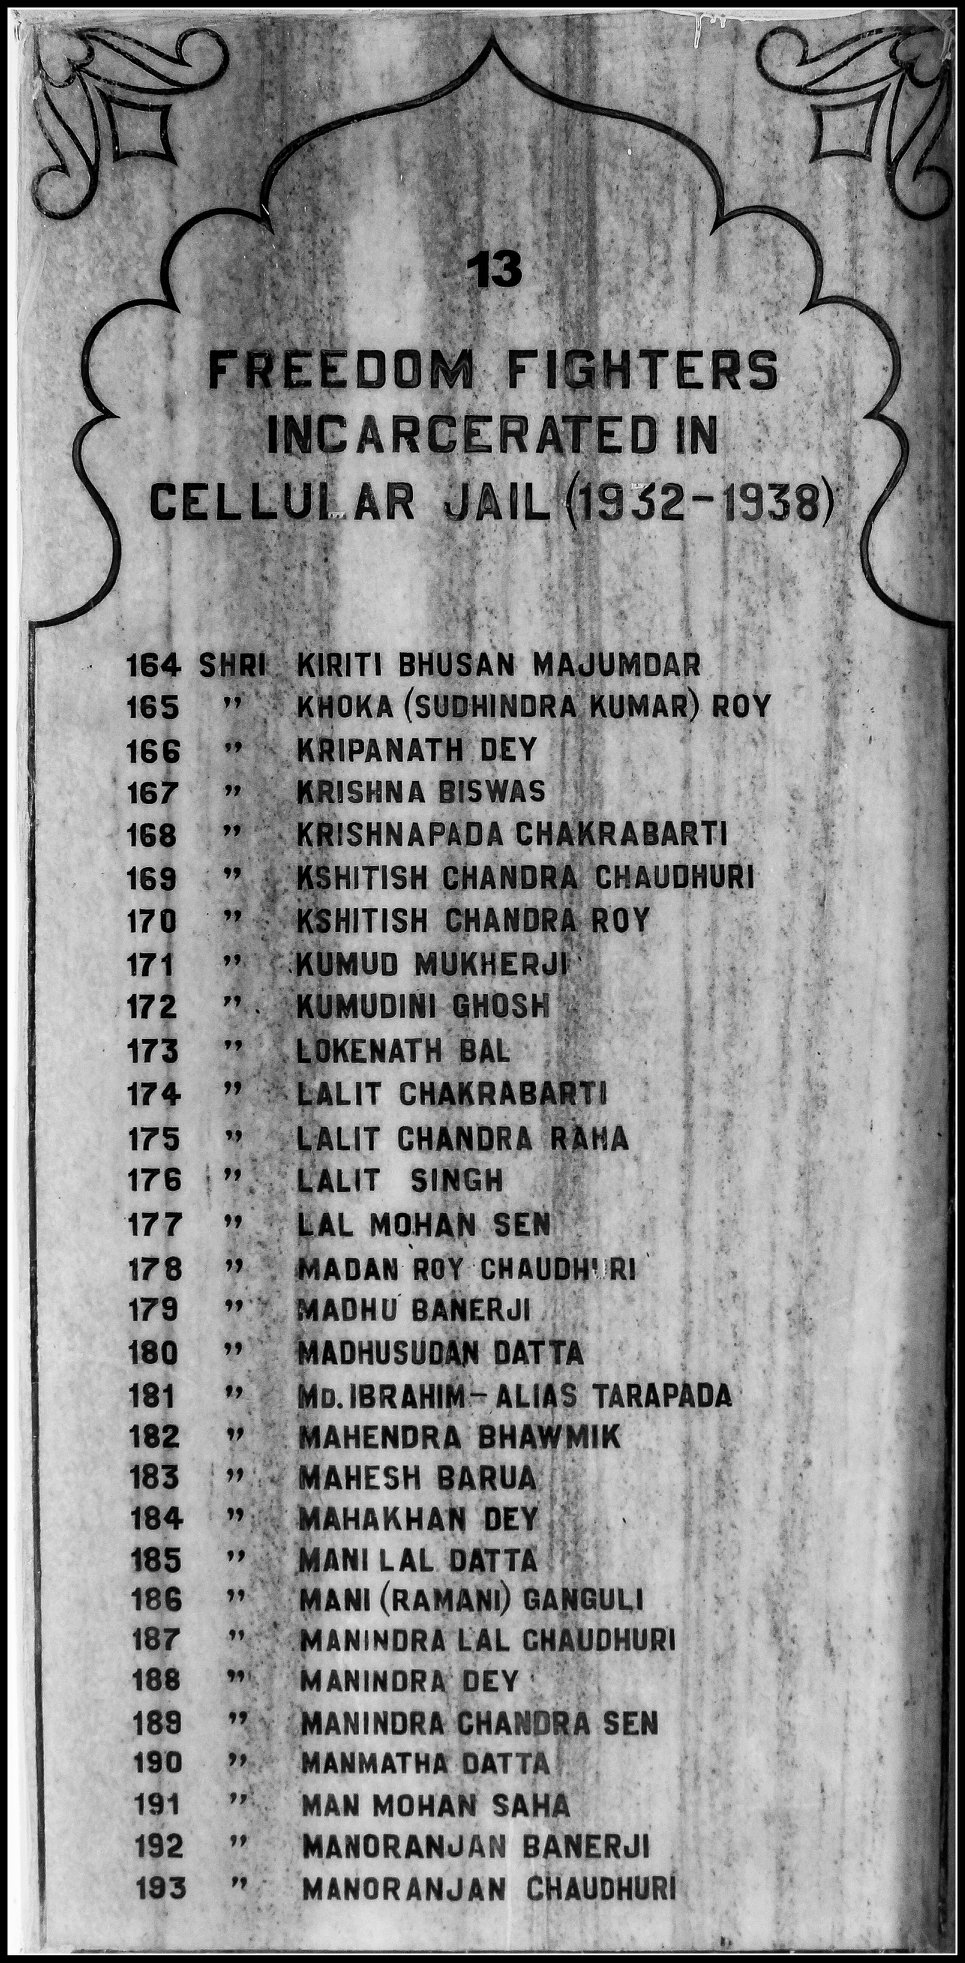 13
FREEDOM FIGHTERS
INCARCERATED IN
CELLULAR JAIL (1932-1938)
164 SHRI KIRITI BHUSAN MAJUMDAR
165 " KHOKA (SUDHINDRA KUMAR) ROY
166 " KRIPANATH DEY
167 " KRISHNA BISWAS
168 " KRISHNAPADA CHAKRABARTI
169 " KSHITISH CHANDRA CHAUDHURI
170 " KSHITISH CHANDRA ROY
171 " KUMUD MUKHERJI
172 " KUMUDINI GHOSH
173 " LOKENATH BAL
174 " LALIT CHAKRABARTI
175 " LALIT CHANDRA RAHA
176 " LALIT SINGH
177 " LAL MOHAN SEN
178 " MADAN ROY CHAUDHURI
179 " MADHU BANERJI
180 " MADHUSUDAN DATTA
181 " MD. IBRAHIM - ALIAS TARAPADA
182 " MAHENDRA BHAWMIK
183 " MAHESH BARUA
184 " MAHAKHAN DEY
185 " MANI LAL DATTA
186 " MANI (RAMANI) GANGULI
187 " MANINDRA LAL CHAUDHURI
188 " MANINDRA DEY
189 " MANINDRA CHANDRA SEN
190 " MANMATHA DATTA
191 " MAN MOHAN SAHA
192 " MANORANJAN BANERJI
193 " MANORANJAN CHAUDHURI